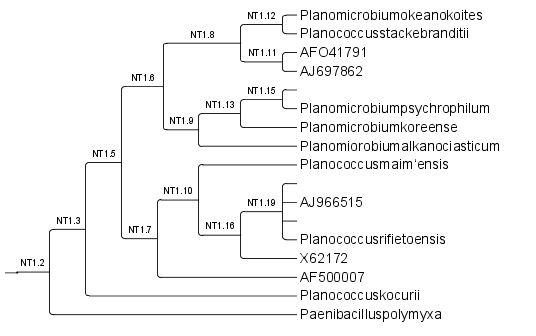 Planomicrobiumokeanokoites
NT1.12
Planococcusstackebranditii
NT1.8
AFO41791
NT1.11
AJ697862
NT1.6
NT1.15
Planomicrobiumpsychrophilum
NT1.13
NT1.9
Planomicrobiumkoreense
Planomiorobiumalkanociasticum
NT1.5
Planococcusmaim'ensis
NT1.10
AJ966515
NT1.19
NT1.3
NT1.16
NT1.7
Planococcusrifietoensis
X62172
NT1.2
AF500007
Planococcuskocurii
Paenibacilluspolymyxa